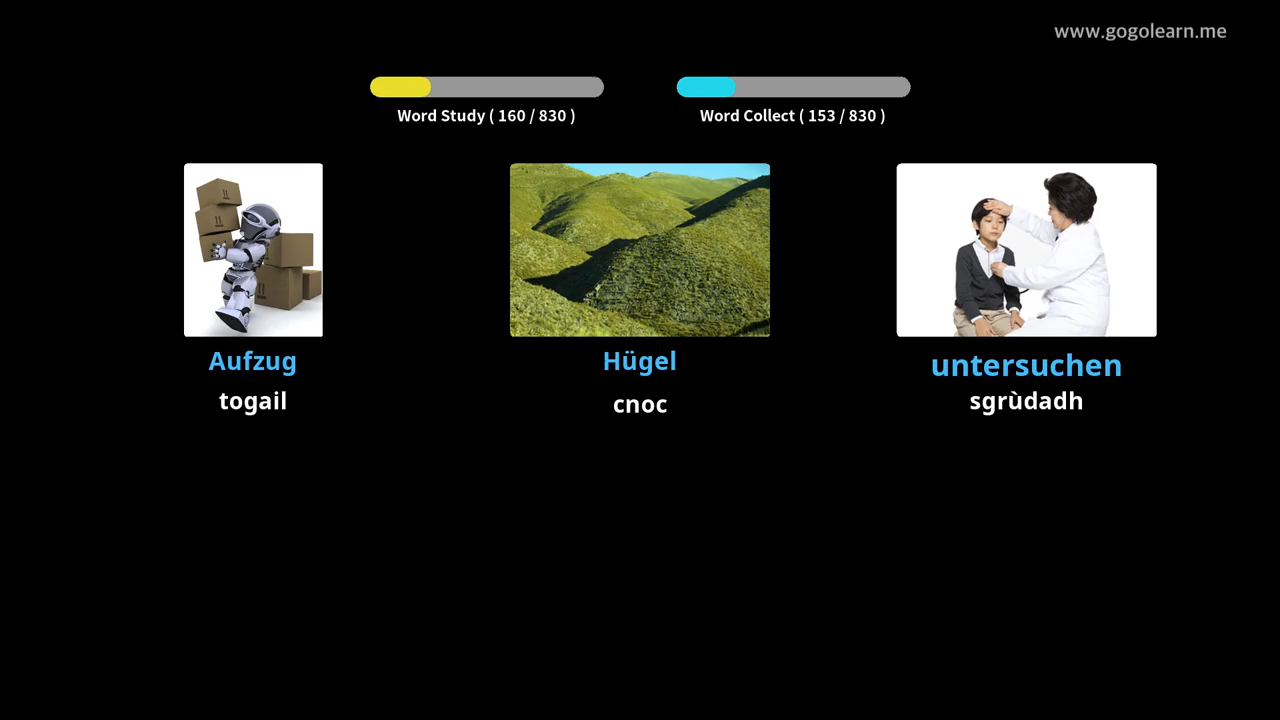 www.gogolearn.me
Word Study ( 160 / 830 )
Word Collect ( 153 / 830 )
Aufzug
togail
Hügel
cnoc
untersuchen
sgrùdadh